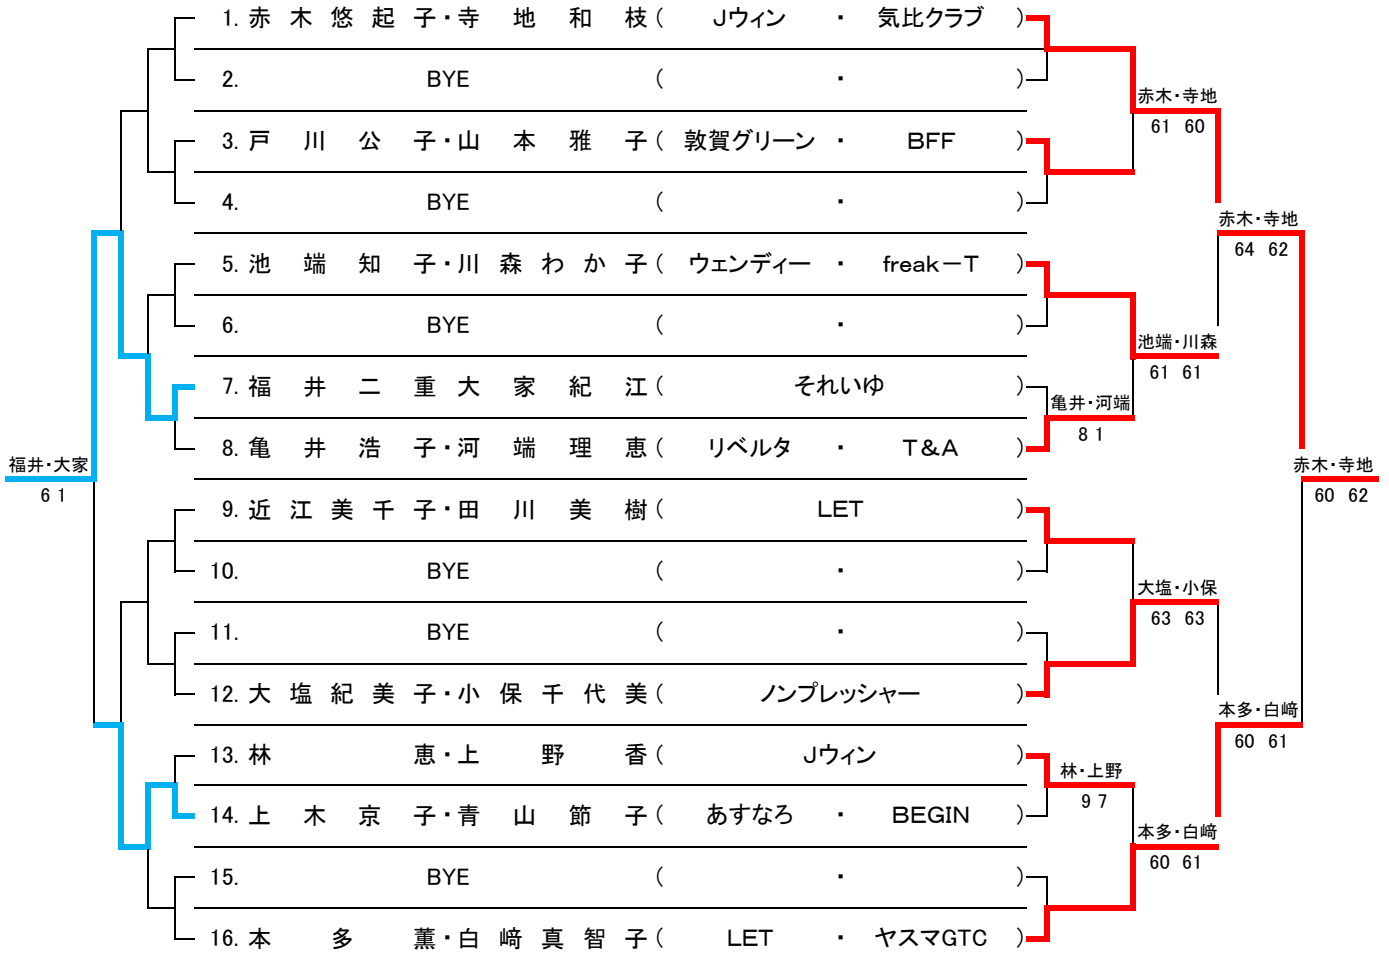 1. 赤木悠起子・寺地和枝 ( Jウィン ・ 気比クラブ )
2. BYE ( ・ )
赤木・寺地
61 60
3. 戸川公子・山本雅子 ( 敦賀グリーン ・ BFF )
4. BYE ( ・ )
赤木・寺地
64 62
5. 池端知子・川森わか子 ( ウェンディー ・ freak－T )
6. BYE ( ・ )
池端・川森
61 61
7. 福井二重大家紀江 ( それいゆ )
亀井・河端
8 1
8. 亀井浩子・河端理恵 ( リベルタ ・ T&A )
福井・大家
6 1
赤木・寺地
60 62
9. 近江美千子・田川美樹 ( LET )
10. BYE ( ・ )
大塩・小保
63 63
11. BYE ( ・ )
12. 大塩紀美子・小保千代美 ( ノンプレッシャー )
本多・白﨑
60 61
13. 林恵・上野香 ( Jウィン )
林・上野
9 7
14. 上木京子・青山節子 ( あすなろ ・ BEGIN )
本多・白﨑
60 61
15. BYE ( ・ )
16. 本多薫・白﨑真智子 ( LET ・ ヤスマGTC )